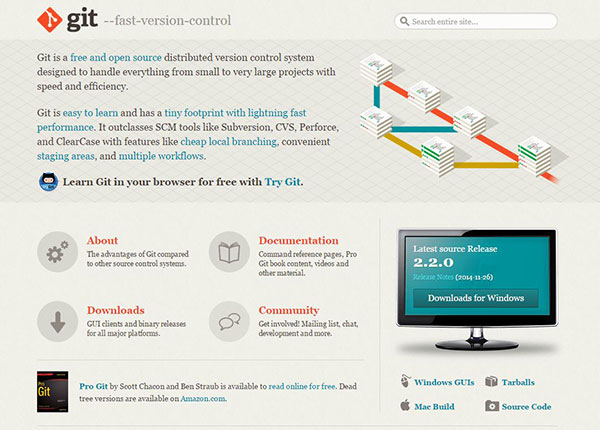 git --fast-version-control
Search entire site...
Git is a free and open source distributed version control system
designed to handle everything from small to very large projects with
speed and efficiency.
Git is easy to learn and has a tiny footprint with lightning fast
performance. It outclasses SCM tools like Subversion, CVS, Perforce,
and ClearCase with features like cheap local branching, convenient
staging areas, and multiple workflows.
Learn Git in your browser for free with Try Git.
About
The advantages of Git compared
to other source control systems.
Documentation
Command reference pages, Pro
Git book content, videos and
other material.
Downloads
GUI clients and binary releases
for all major platforms.
Community
Get involved! Mailing list, chat,
development and more.
Latest source Release
2.2.0
Release Notes (2014-11-26)
Downloads for Windows
Windows GUIs
Tarballs
Mac Build
Source Code
Pro
Git
Pro Git by Scott Chacon and Ben Straub is available to read online for free. Dead
tree versions are available on Amazon.com.